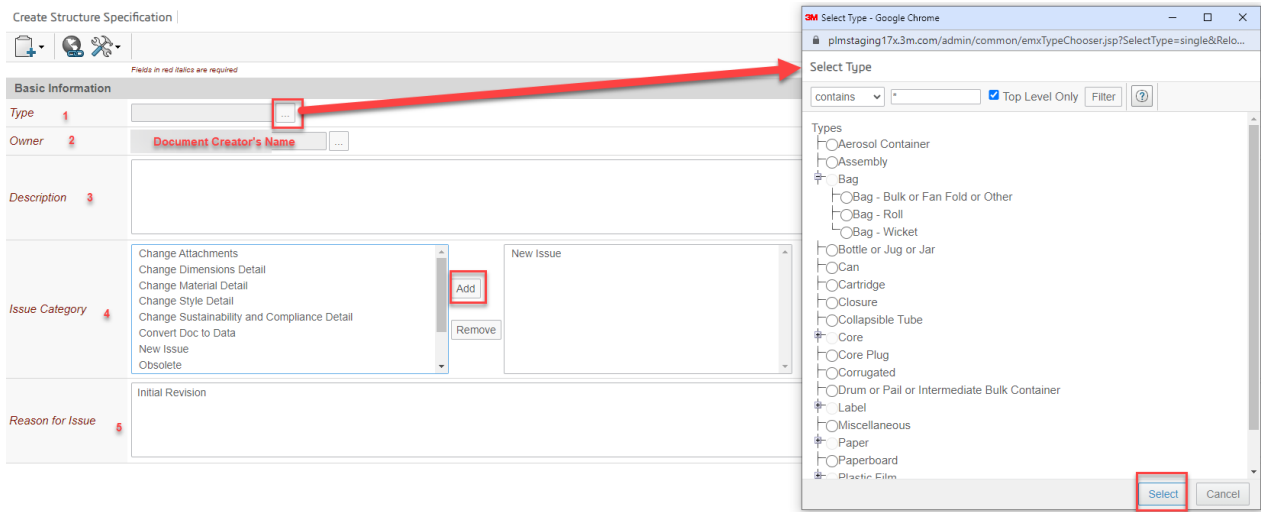 Create Structure Specification
Fields in red italics are required
Basic Information
Type 1 ...
Owner 2 Document Creator's Name ...
Description 3
Issue Category 4
Change Attachments
Change Dimensions Detail
Change Material Detail
Change Style Detail
Change Sustainability and Compliance Detail
Convert Doc to Data
New Issue
Obsolete
Add
Remove
New Issue
Reason for Issue 5
Initial Revision
3M Select Type - Google Chrome
plmstaging17x.3m.com/admin/common/emxTypeChooser.jsp?SelectType=single&Relo...
Select Type
contains * Top Level Only Filter ?
Types
Aerosol Container
Assembly
Bag
Bag - Bulk or Fan Fold or Other
Bag - Roll
Bag - Wicket
Bottle or Jug or Jar
Can
Cartridge
Closure
Collapsible Tube
Core
Core Plug
Corrugated
Drum or Pail or Intermediate Bulk Container
Label
Miscellaneous
Paper
Paperboard
Plastic Film
Select Cancel